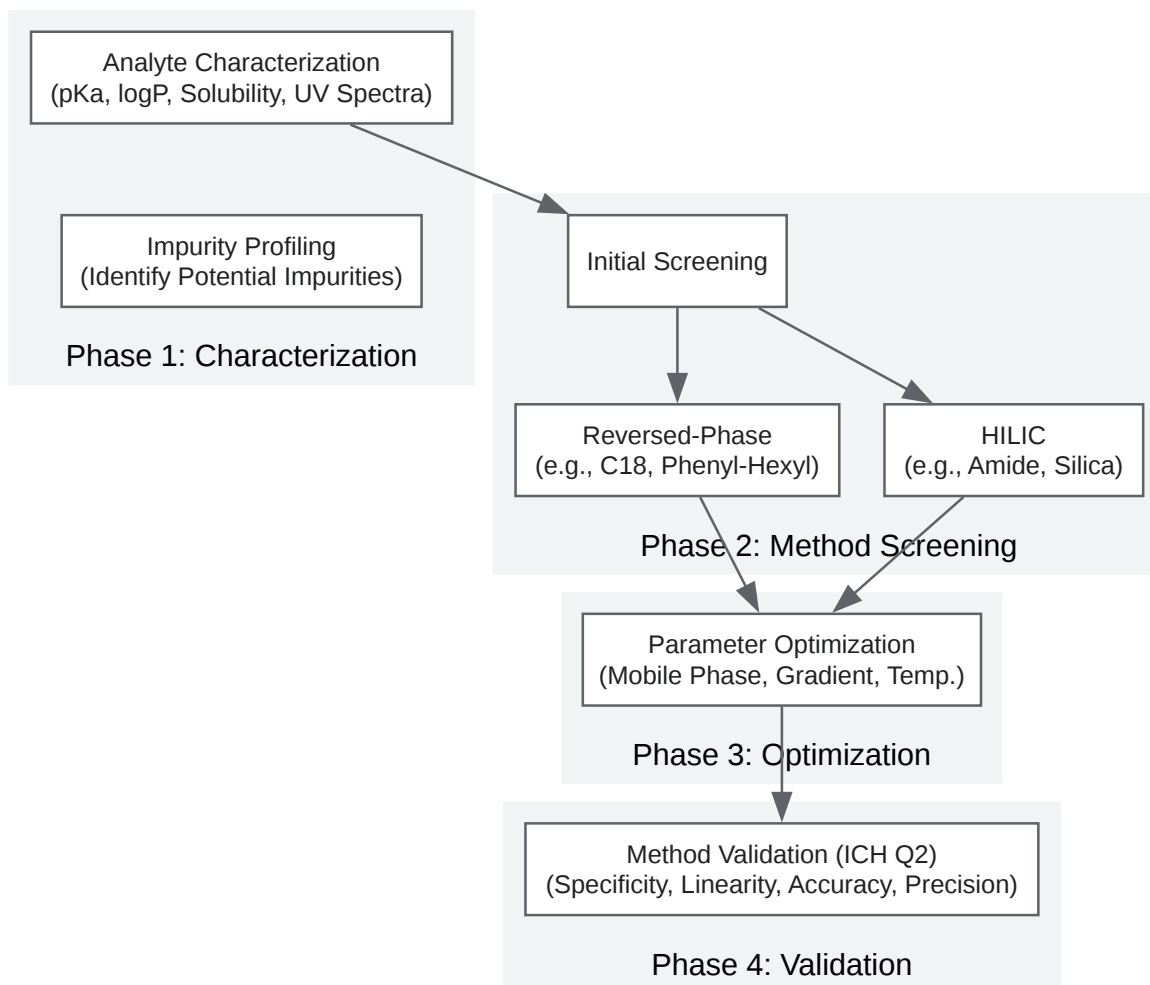 Analyte Characterization
(pKa, logP, Solubility, UV Spectra)
Impurity Profiling
(Identify Potential Impurities)
Phase 1: Characterization
Initial Screening
Reversed-Phase
(e.g., C18, Phenyl-Hexyl)
HILIC
(e.g., Amide, Silica)
Phase 2: Method Screening
Parameter Optimization
(Mobile Phase, Gradient, Temp.)
Phase 3: Optimization
Method Validation (ICH Q2)
(Specificity, Linearity, Accuracy, Precision)
Phase 4: Validation